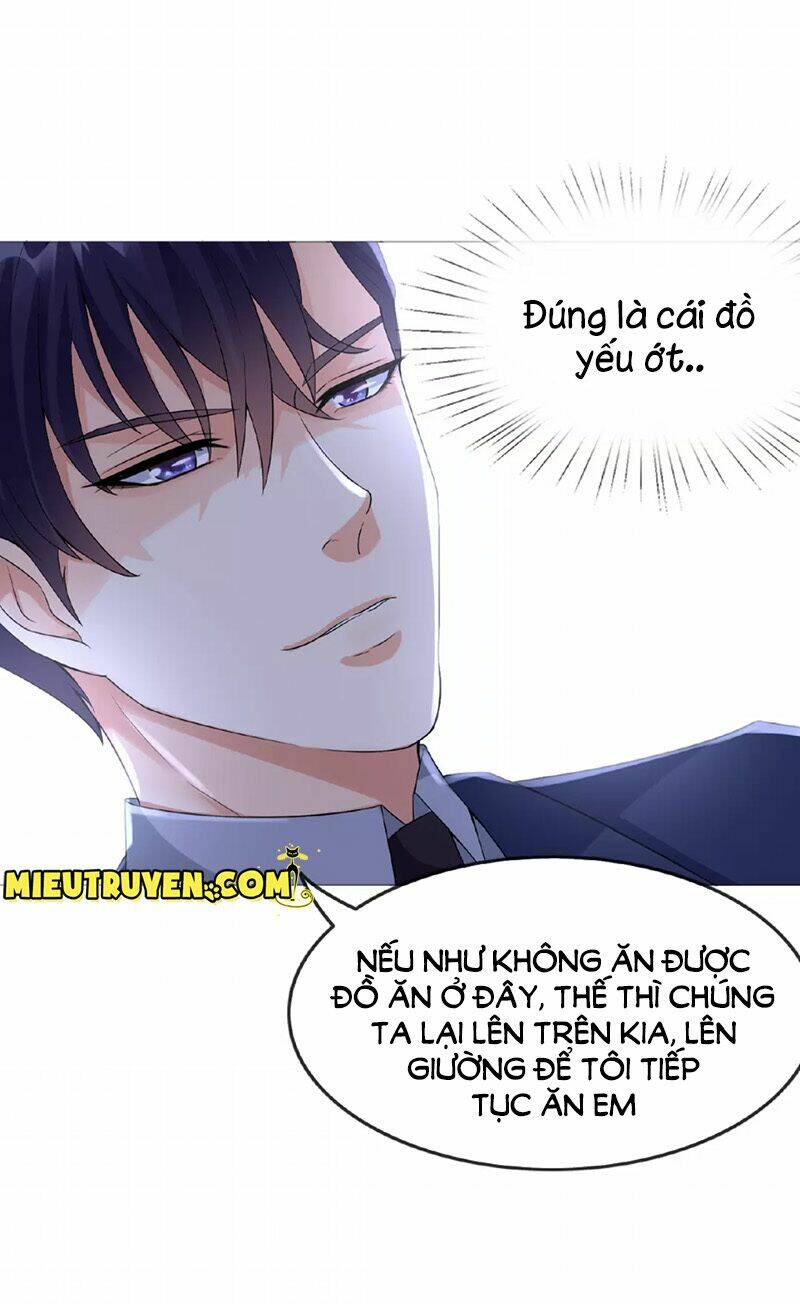 Đúng là cái đồ
yếu ớt..
MIEUTRUYEN.COM
NẾU NHƯ KHÔNG ĂN ĐƯỢC
ĐỒ ĂN Ở ĐÂY, THẾ THÌ CHÚNG
TA LẠI LÊN TRÊN KIA, LÊN
GIƯỜNG ĐỂ TÔI TIẾP
TỤC ĂN EM